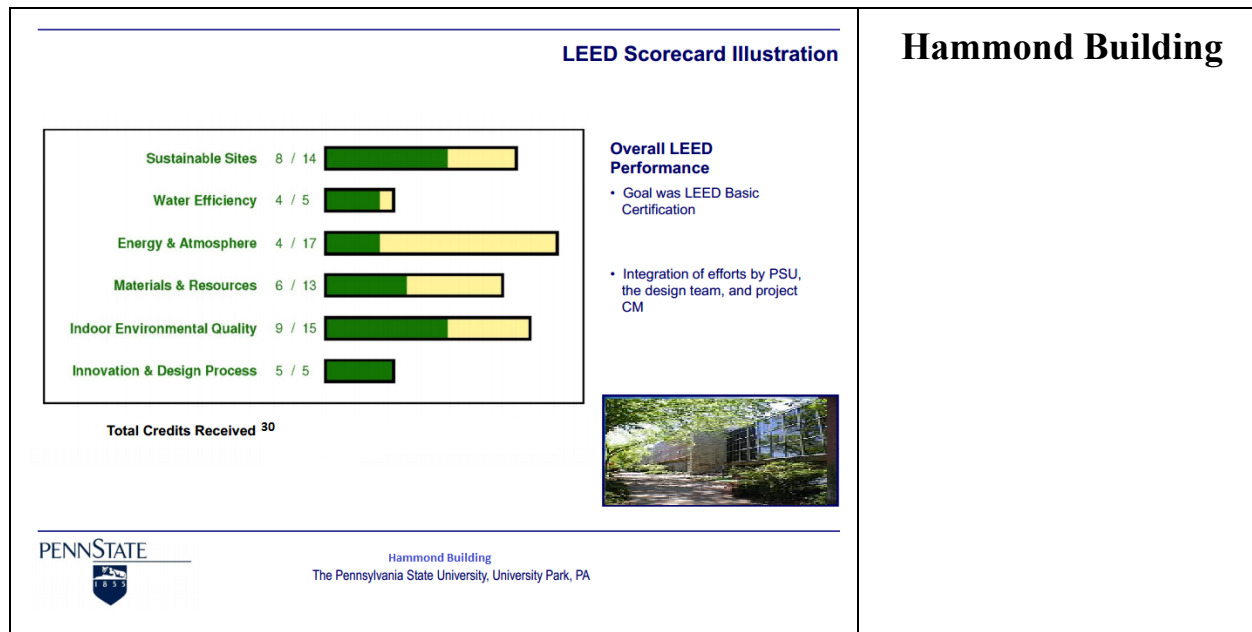 LEED Scorecard Illustration
Hammond Building
Sustainable Sites 8 / 14
Water Efficiency 4 / 5
Energy & Atmosphere 4 / 17
Materials & Resources 6 / 13
Indoor Environmental Quality 9 / 15
Innovation & Design Process 5 / 5
Total Credits Received 30
Overall LEED
Performance
• Goal was LEED Basic
Certification
• Integration of efforts by PSU,
the design team, and project
CM
PENNSTATE
1855
Hammond Building
The Pennsylvania State University, University Park, PA